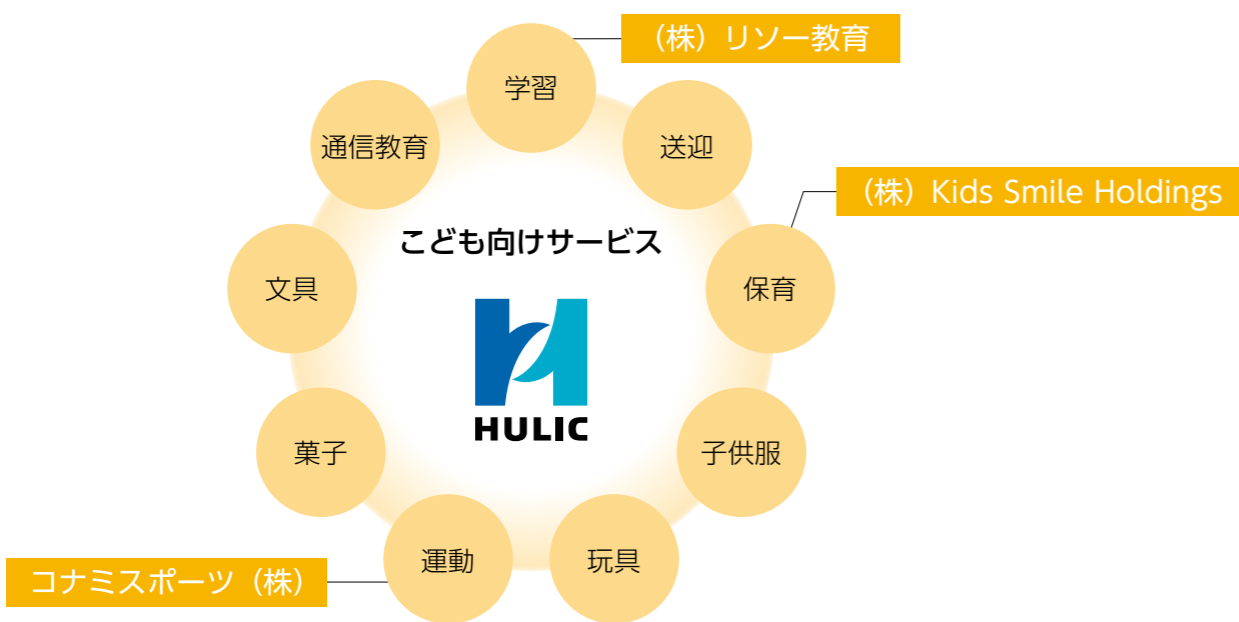 （株）リソー教育
学習
通信教育
送迎
（株）Kids Smile Holdings
こども向けサービス
文具
保育
HULIC
菓子
子供服
運動
玩具
コナミスポーツ（株）